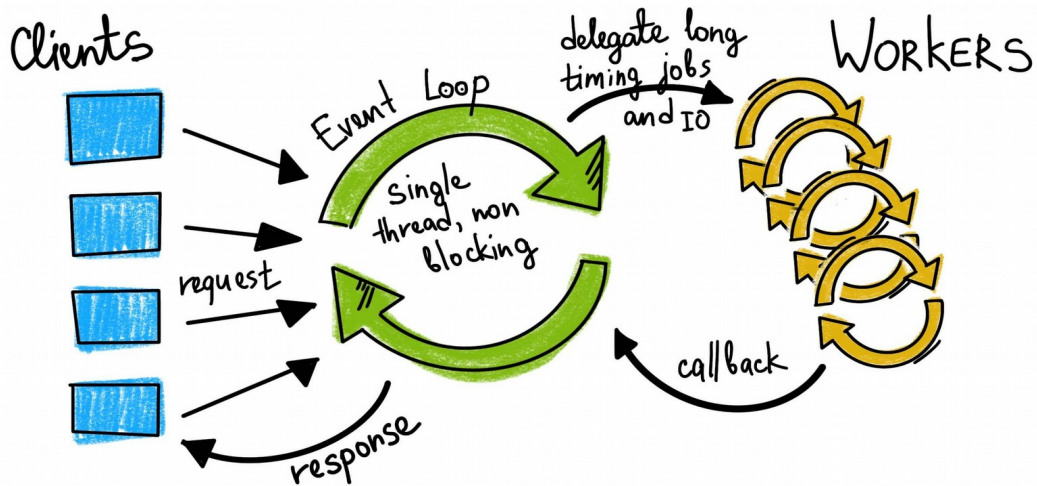 Clients
Event Loop
single
thread, non
blocking
delegate long
timing jobs
and IO
WORKERS
request
callback
response